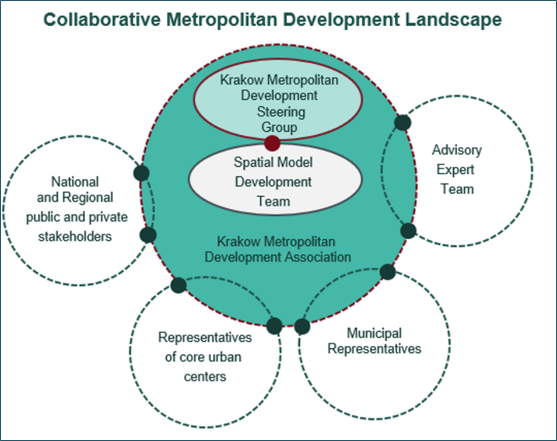 Collaborative Metropolitan Development Landscape
Krakow Metropolitan
Development
Steering
Group
Spatial Model
Development
Team
Advisory
Expert
Team
National
and Regional
public and private
stakeholders
Krakow Metropolitan
Development Association
Representatives
of core urban
centers
Municipal
Representatives